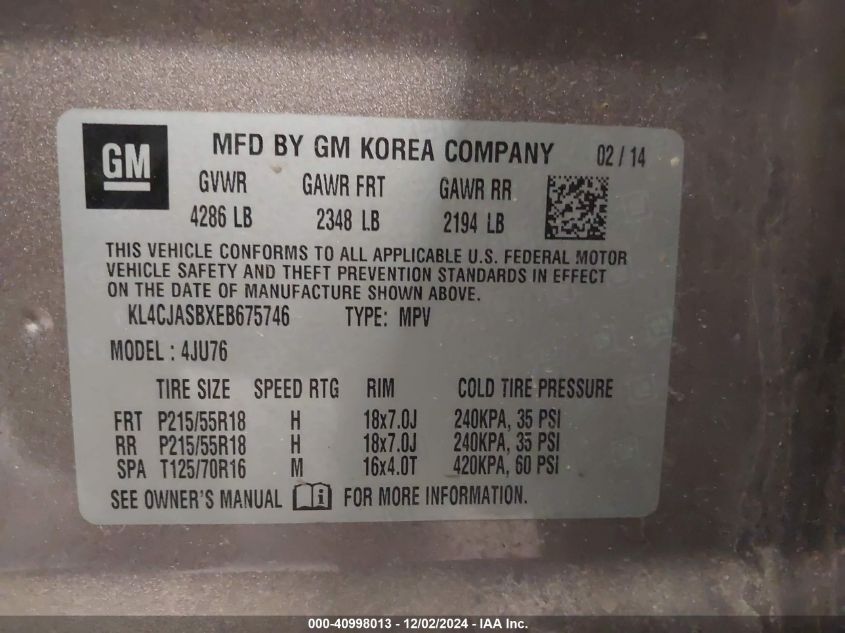 GM MFD BY GM KOREA COMPANY 02 / 14
GVWR GAWR FRT GAWR RR
4286 LB 2348 LB 2194 LB
THIS VEHICLE CONFORMS TO ALL APPLICABLE U.S. FEDERAL MOTOR
VEHICLE SAFETY AND THEFT PREVENTION STANDARDS IN EFFECT
ON THE DATE OF MANUFACTURE SHOWN ABOVE.
KL4CJASBXEB675746 TYPE: MPV
MODEL : 4JU76
TIRE SIZE SPEED RTG RIM COLD TIRE PRESSURE
FRT P215/55R18 H 18x7.0J 240KPA, 35 PSI
RR P215/55R18 H 18x7.0J 240KPA, 35 PSI
SPA T125/70R16 M 16x4.0T 420KPA, 60 PSI
SEE OWNER'S MANUAL i FOR MORE INFORMATION.
000-40998013 - 12/02/2024 - IAA Inc.